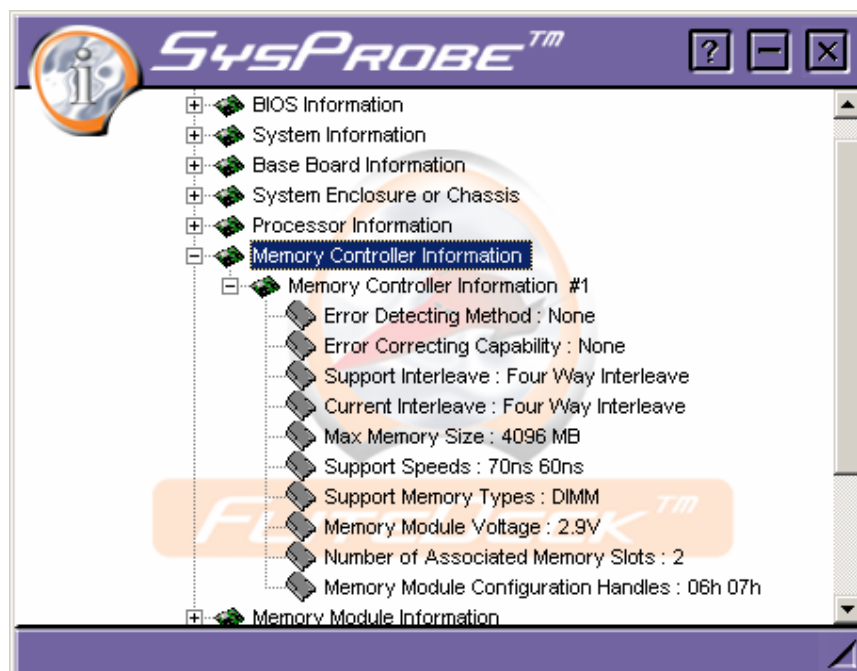 SYSPROBE™
BIOS Information
System Information
Base Board Information
System Enclosure or Chassis
Processor Information
Memory Controller Information
Memory Controller Information #1
Error Detecting Method : None
Error Correcting Capability : None
Support Interleave : Four Way Interleave
Current Interleave : Four Way Interleave
Max Memory Size : 4096 MB
Support Speeds : 70ns 60ns
Support Memory Types : DIMM
FLITEDECK™
Memory Module Voltage : 2.9V
Number of Associated Memory Slots : 2
Memory Module Configuration Handles : 06h 07h
Memory Module Information